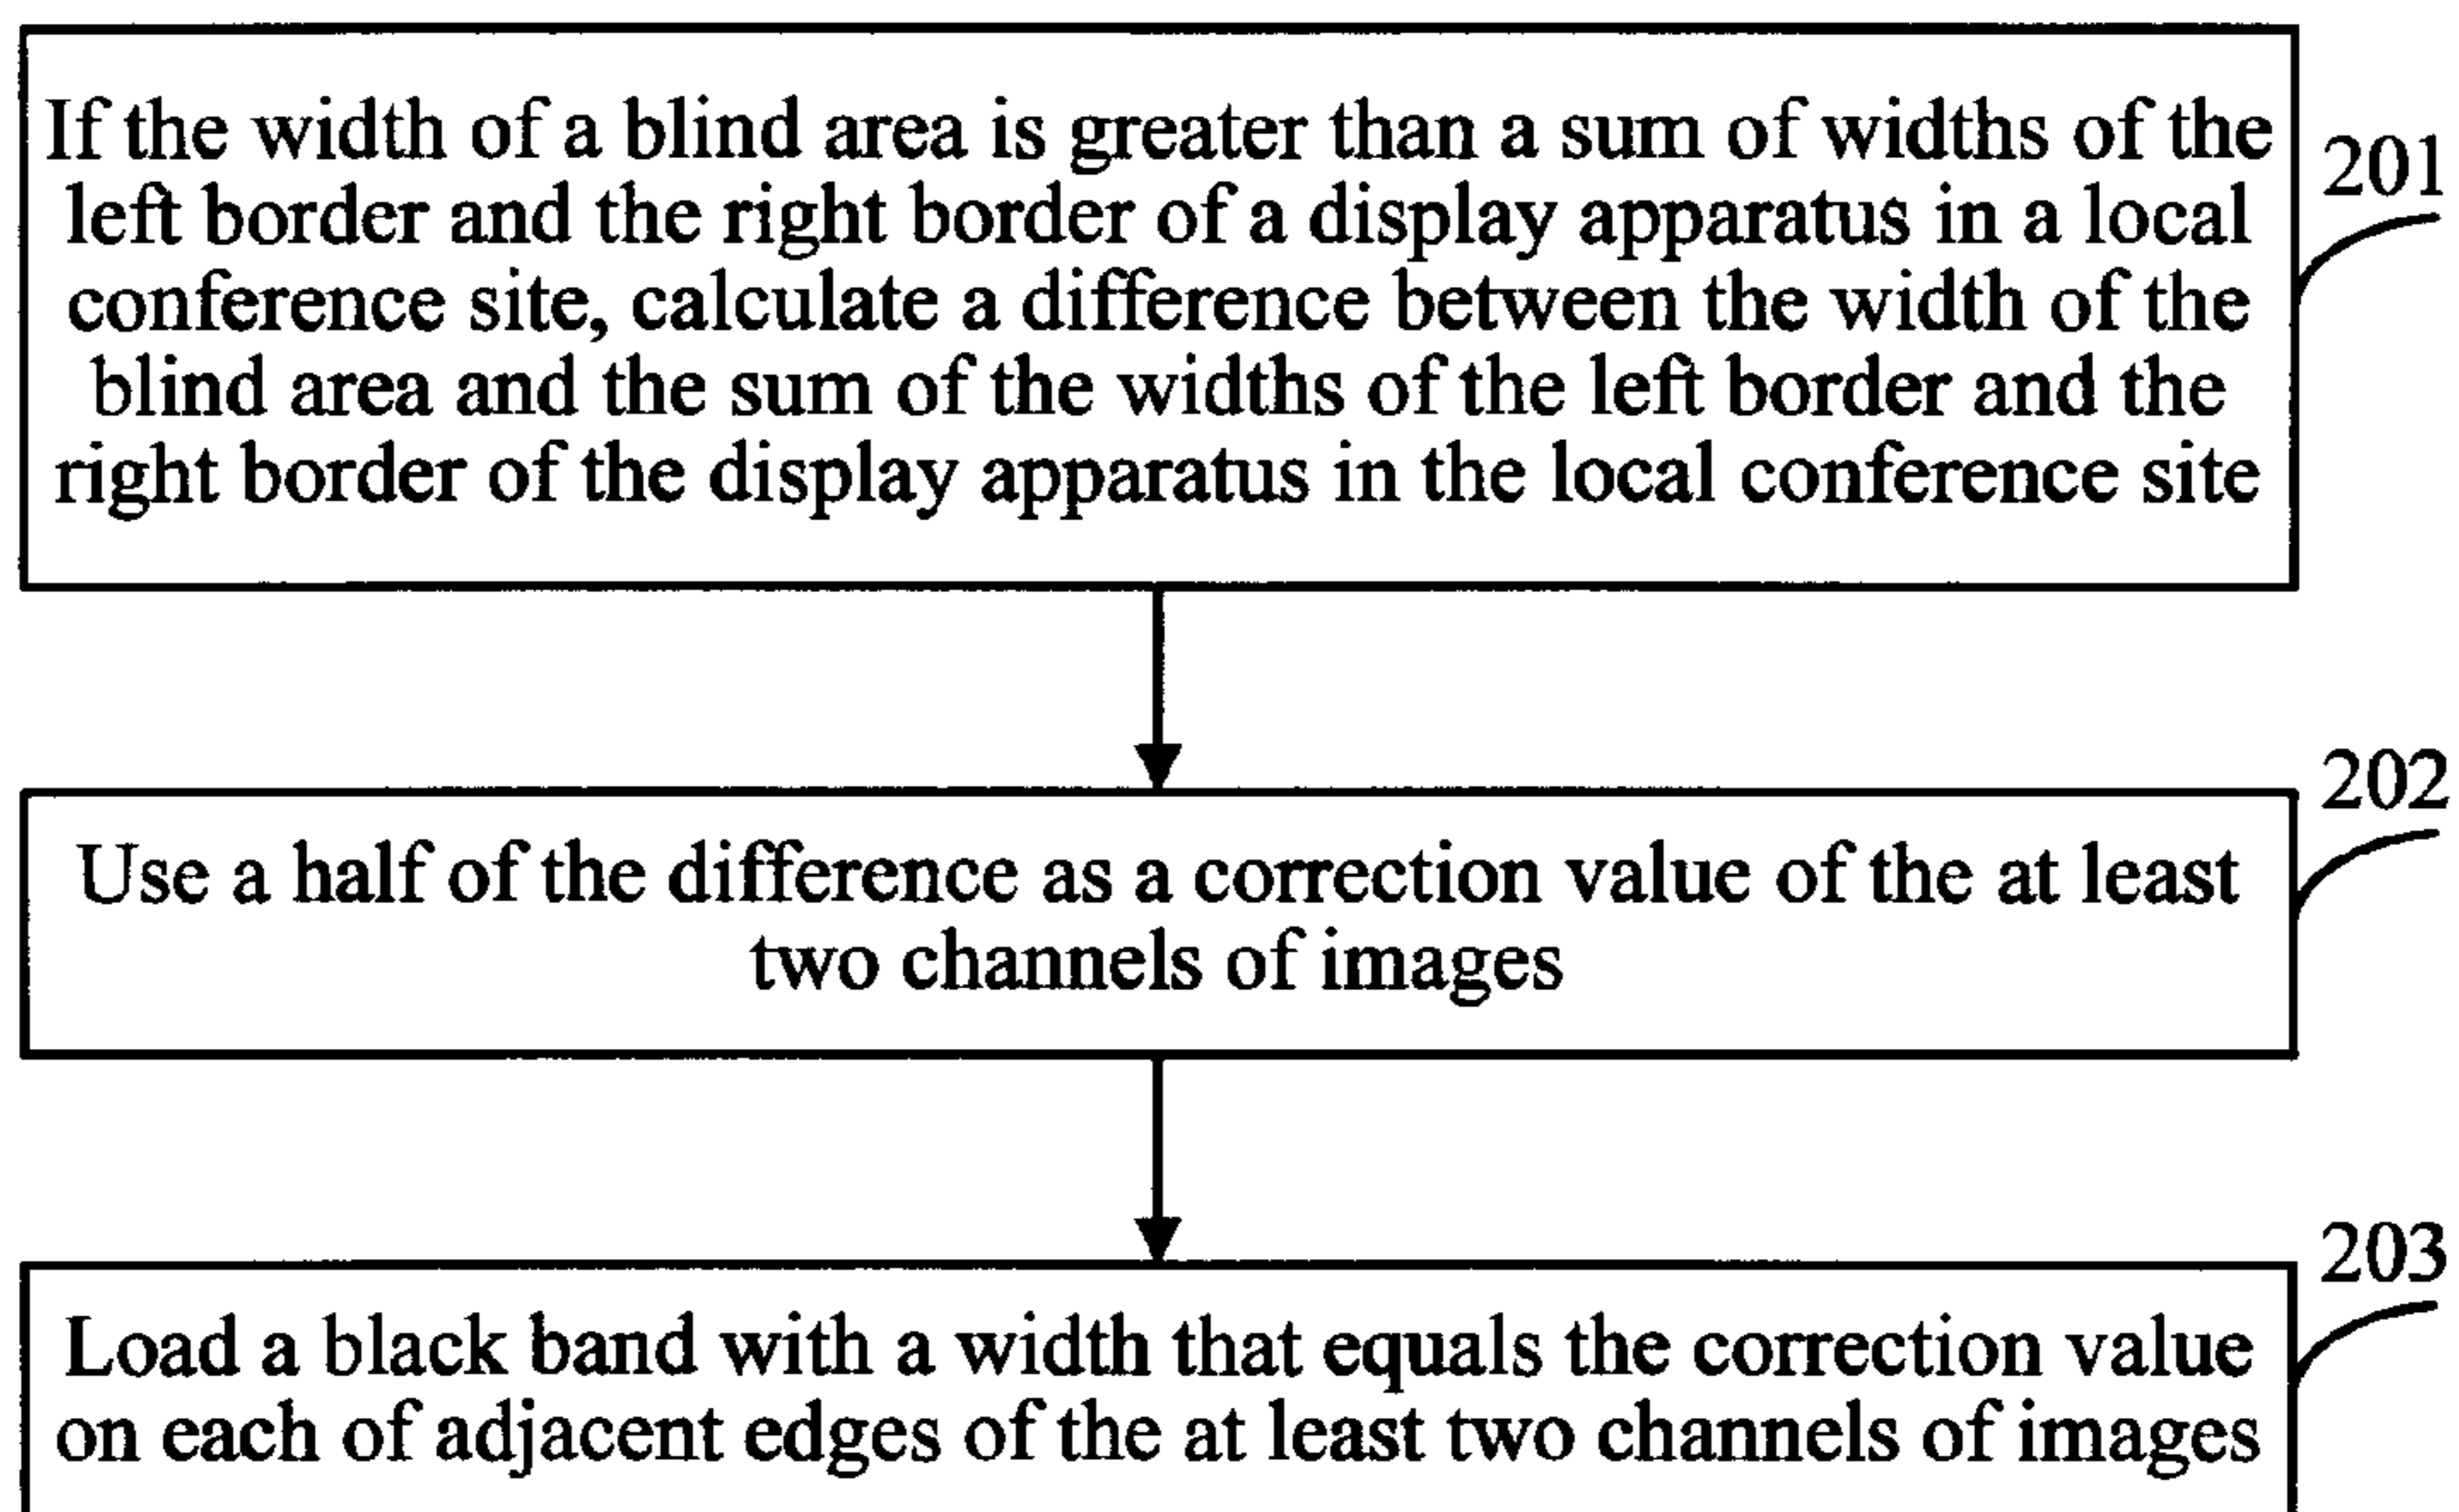 If the width of a blind area is greater than a sum of widths of the
left border and the right border of a display apparatus in a local
conference site, calculate a difference between the width of the
blind area and the sum of the widths of the left border and the
right border of the display apparatus in the local conference site
201
Use a half of the difference as a correction value of the at least
two channels of images
202
Load a black band with a width that equals the correction value
on each of adjacent edges of the at least two channels of images
203